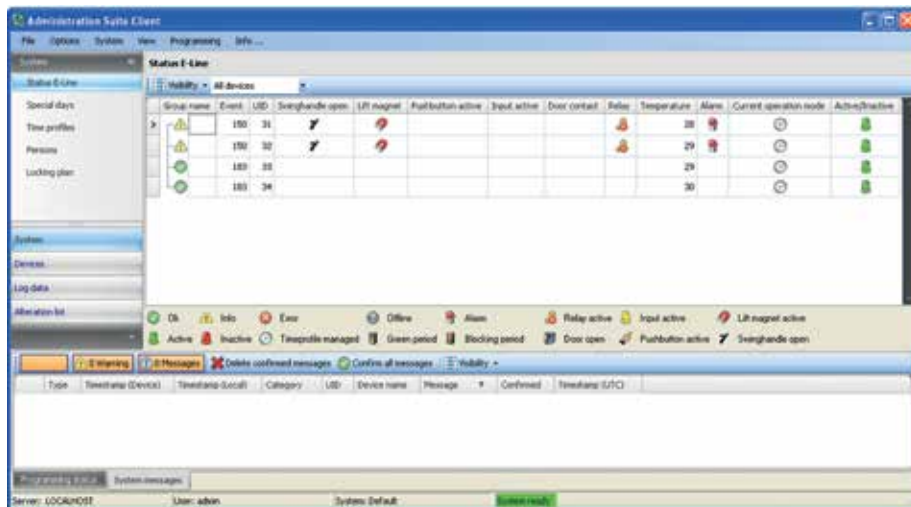 Administration Suite Client
File Options System View Programming Info ...
System
Status E-Line
Status E-Line
Visibility All devices
Special days
Time profiles
Persons
Locking plan
Group name Event UID Swinghandle open Lift magnet Pushbutton active Input active Door contact Relay Temperature Alarm Current operation mode Active/Inactive
150 31 28
150 32 29
183 33 29
183 34 30
System
Devices
Log data
Alteration list
Ok Info Error Offline Alarm Relay active Input active Lift magnet active
Active Inactive Timeprofile managed Green period Blocking period Door open Pushbutton active Swinghandle open
0 Warning 0 Messages Delete confirmed messages Confirm all messages Visibility
Type Timestamp (Device) Timestamp (Local) Category UID Device name Message Confirmed Timestamp (UTC)
Programming status System messages
Server: LOCALHOST User: admin System: Default System ready